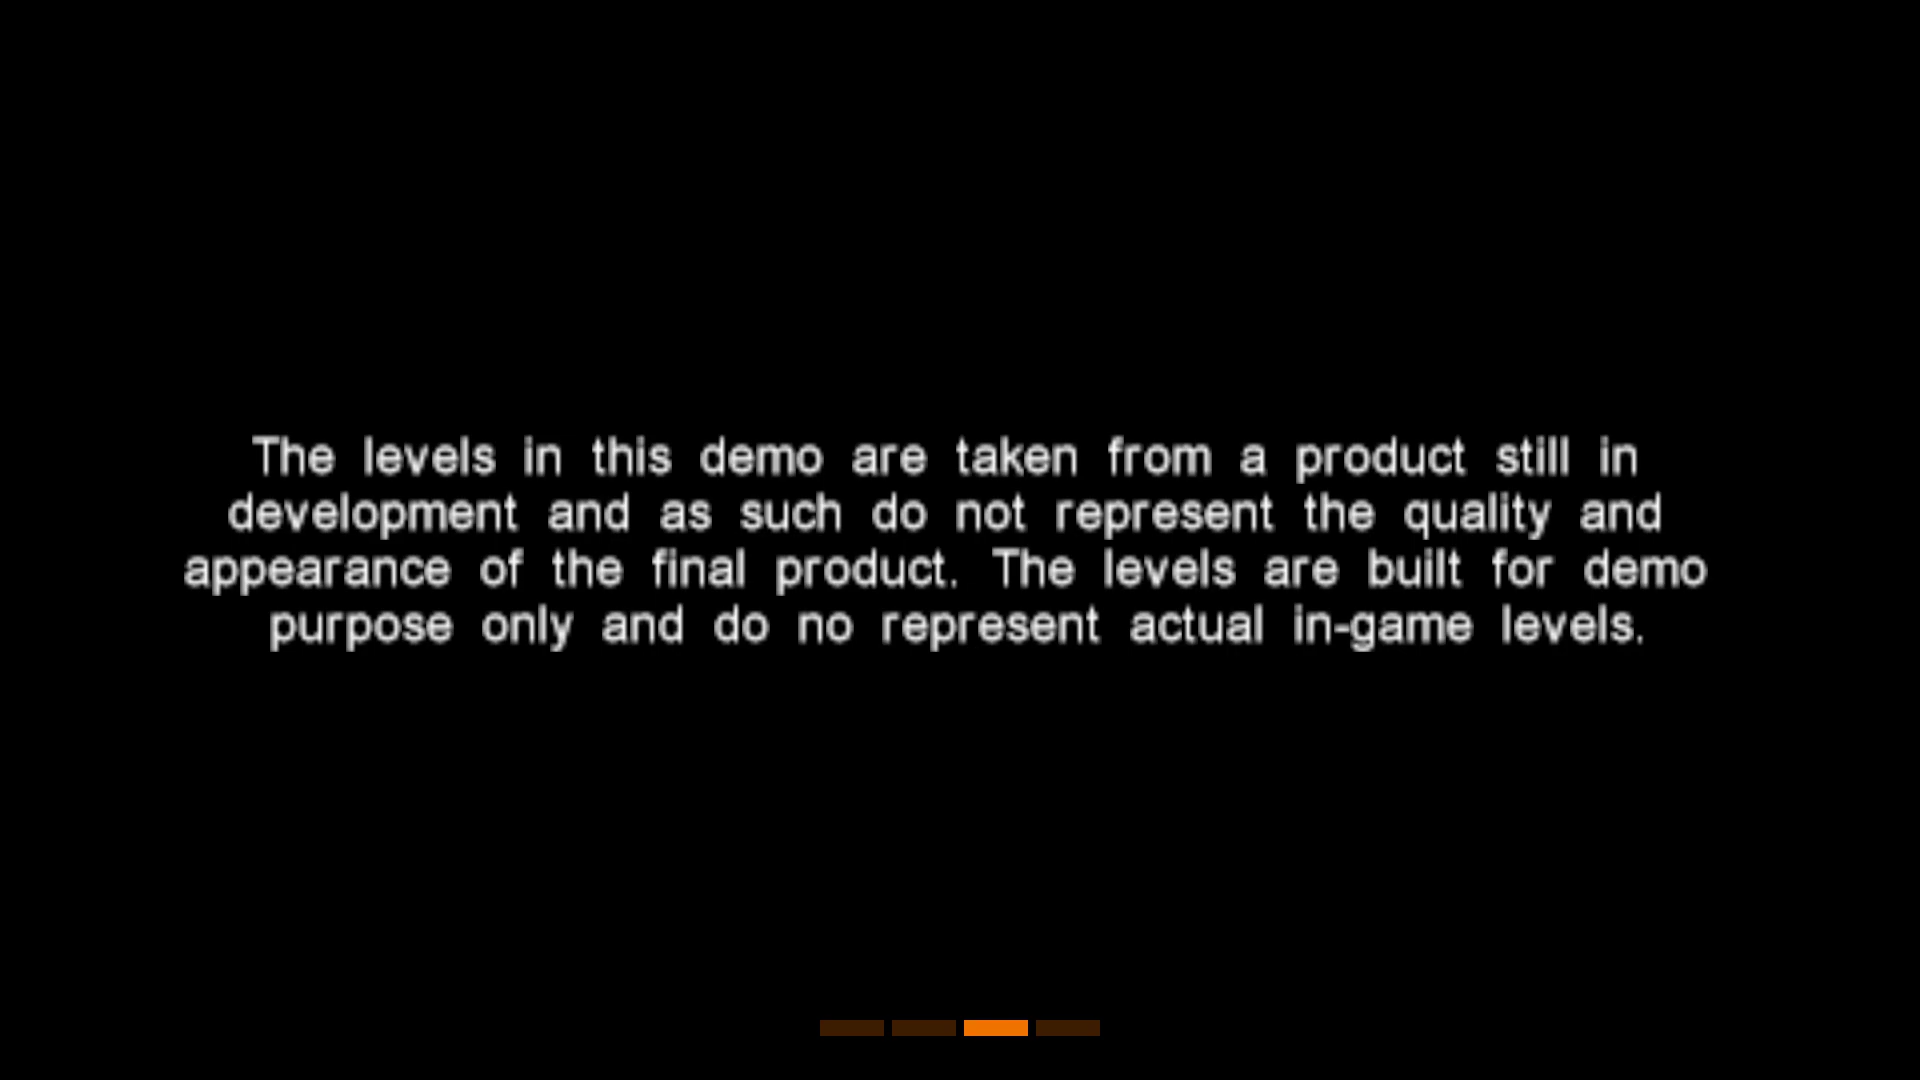 The levels in this demo are taken from a product still in
development and as such do not represent the quality and
appearance of the final product. The levels are built for demo
purpose only and do no represent actual in-game levels.